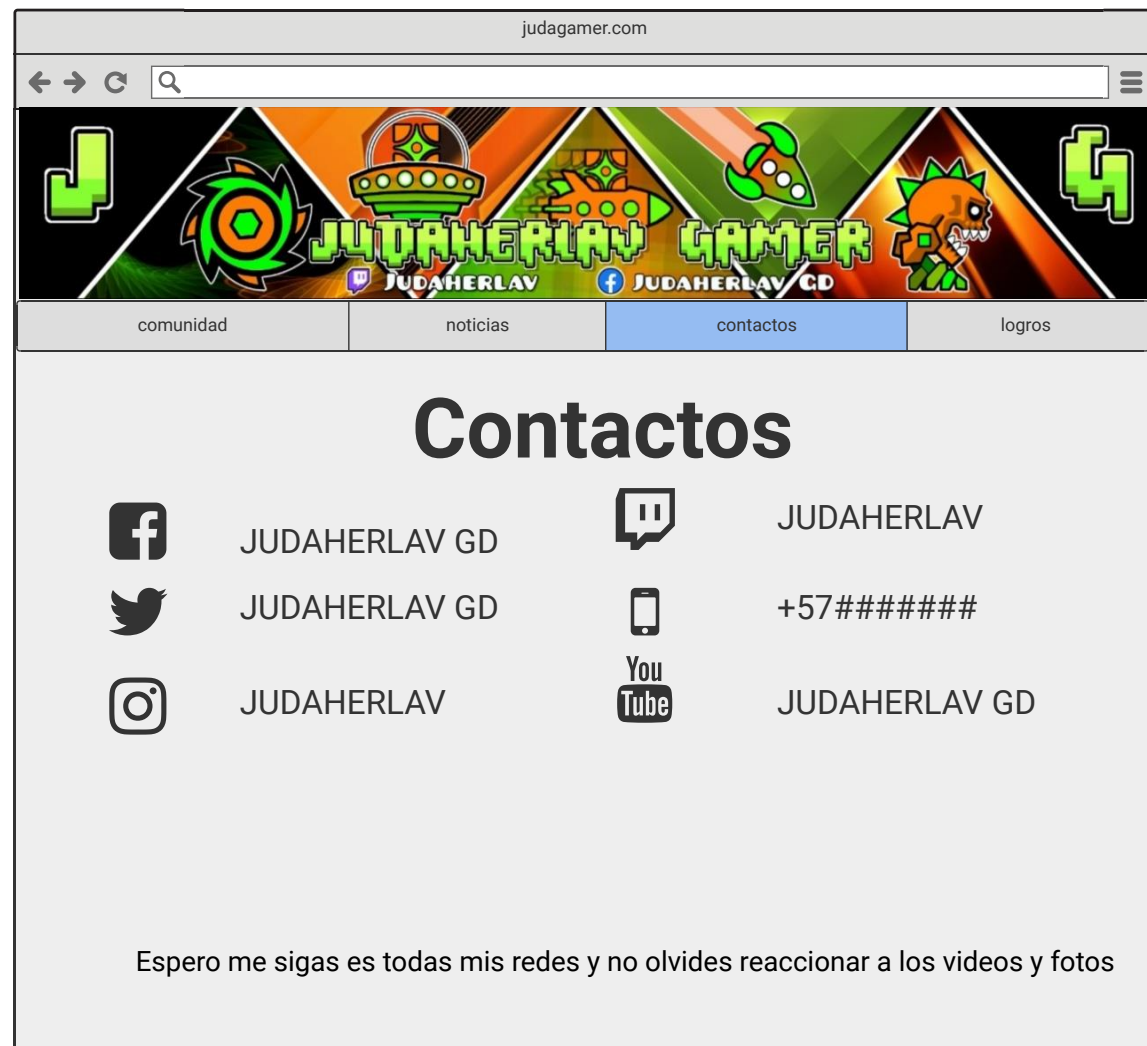 judagamer.com
J
G
JUDAHERLAV GAMER
JUDAHERLAV
JUDAHERLAV GD
comunidad
noticias
contactos
logros
Contactos
JUDAHERLAV GD
JUDAHERLAV
JUDAHERLAV GD
+57#######
JUDAHERLAV
You
Tube
JUDAHERLAV GD
Espero me sigas es todas mis redes y no olvides reaccionar a los videos y fotos